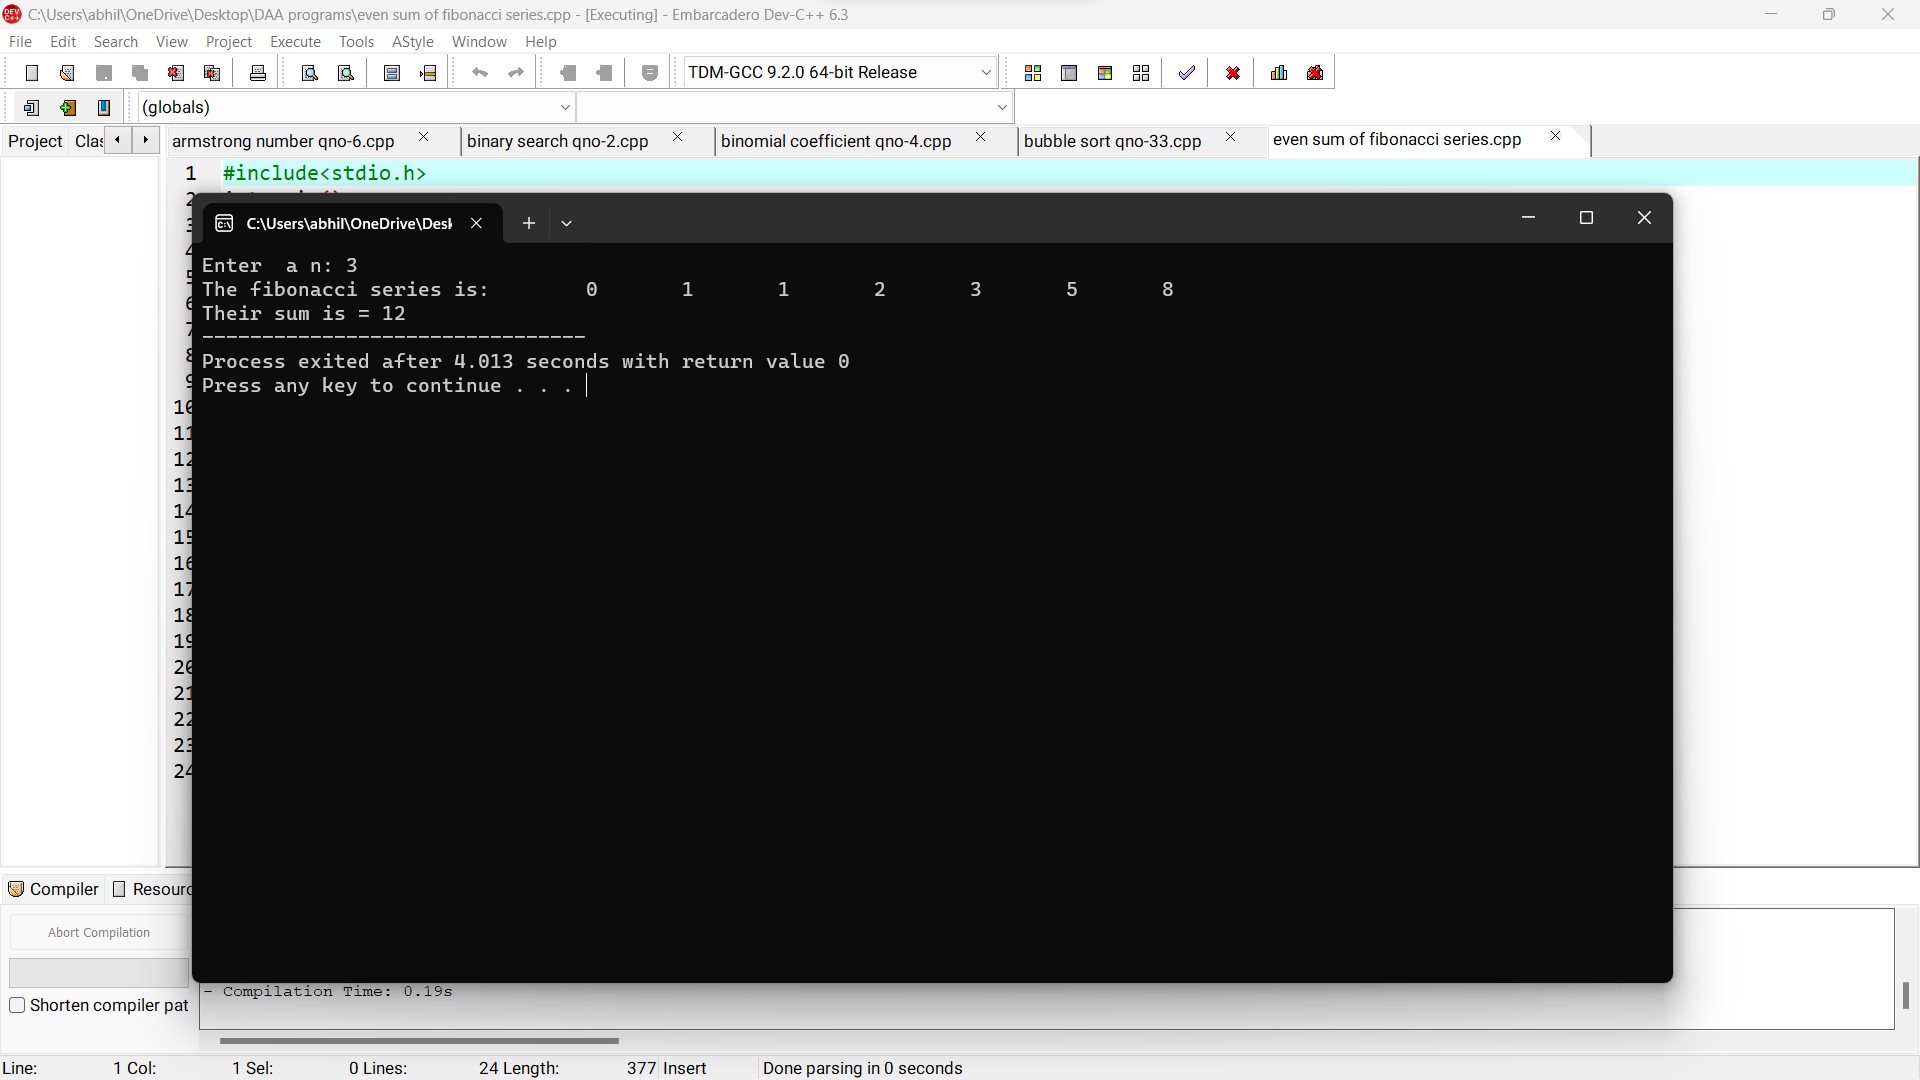 C:\Users\abhil\OneDrive\Desktop\DAA programs\even sum of fibonacci series.cpp - [Executing] - Embarcadero Dev-C++ 6.3
File Edit Search View Project Execute Tools AStyle Window Help
TDM-GCC 9.2.0 64-bit Release
(globals)
Project Clas armstrong number qno-6.cpp binary search qno-2.cpp binomial coefficient qno-4.cpp bubble sort qno-33.cpp even sum of fibonacci series.cpp
1 #include<stdio.h>
C:\Users\abhil\OneDrive\Desk
Enter  a n: 3
The fibonacci series is: 0 1 1 2 3 5 8
Their sum is = 12
--------------------------------
Process exited after 4.013 seconds with return value 0
Press any key to continue . . .
10
11
12
13
14
15
16
17
18
19
20
21
22
23
24
Compiler Resourc
Abort Compilation
- Compilation Time: 0.19s
Shorten compiler pat
Line: 1 Col: 1 Sel: 0 Lines: 24 Length: 377 Insert Done parsing in 0 seconds